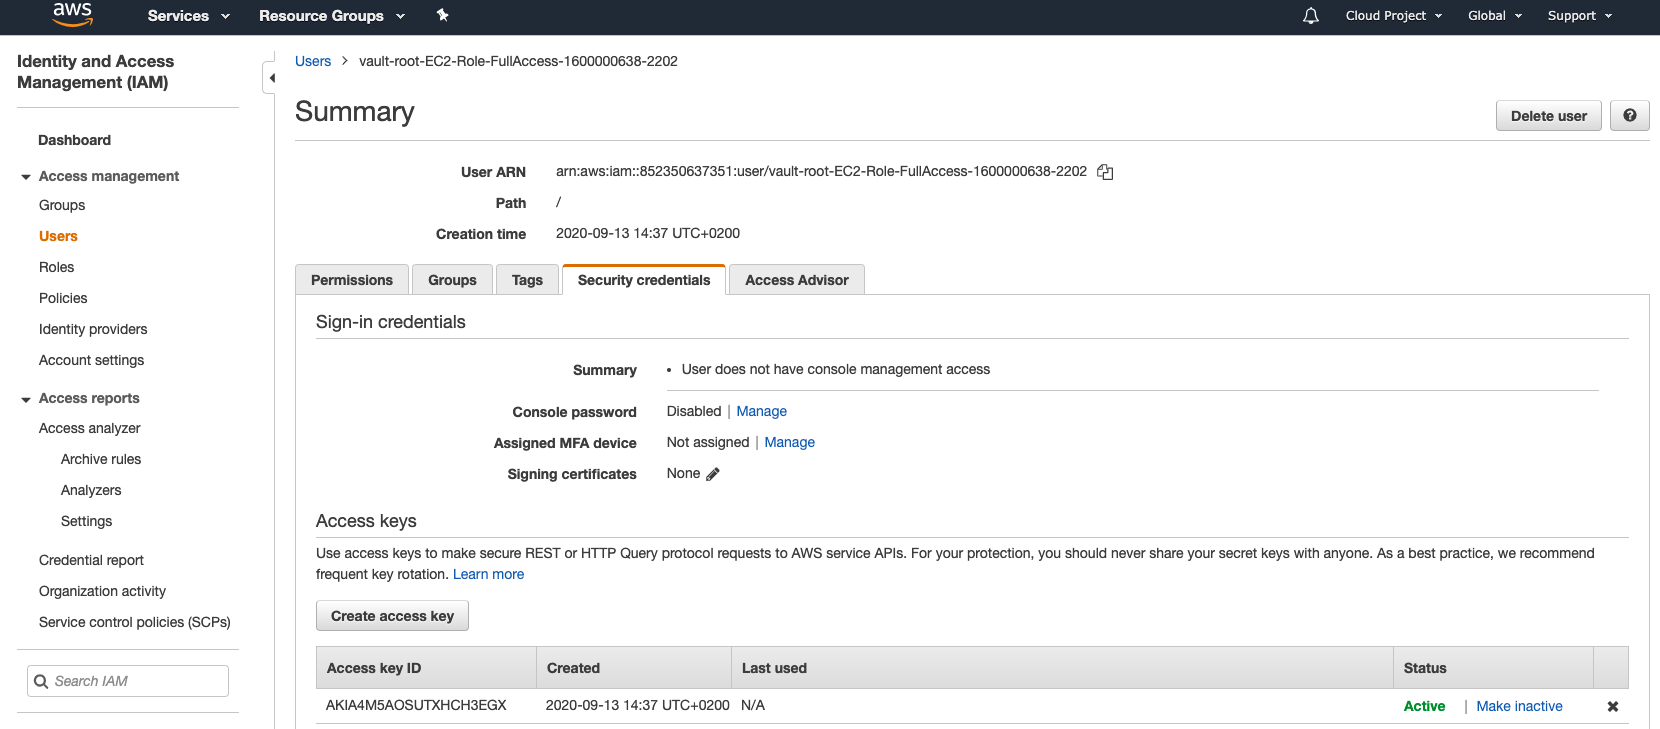 aws Services Resource Groups Cloud Project Global Support
Identity and Access
Management (IAM)
Dashboard
Access management
Groups
Users
Roles
Policies
Identity providers
Account settings
Access reports
Access analyzer
Archive rules
Analyzers
Settings
Credential report
Organization activity
Service control policies (SCPs)
Search IAM
Users > vault-root-EC2-Role-FullAccess-1600000638-2202
Summary
Delete user ?
User ARN arn:aws:iam::852350637351:user/vault-root-EC2-Role-FullAccess-1600000638-2202
Path /
Creation time 2020-09-13 14:37 UTC+0200
Permissions Groups Tags Security credentials Access Advisor
Sign-in credentials
Summary • User does not have console management access
Console password Disabled | Manage
Assigned MFA device Not assigned | Manage
Signing certificates None
Access keys
Use access keys to make secure REST or HTTP Query protocol requests to AWS service APIs. For your protection, you should never share your secret keys with anyone. As a best practice, we recommend
frequent key rotation. Learn more
Create access key
Access key ID Created Last used Status
AKIA4M5AOSUTXHCH3EGX 2020-09-13 14:37 UTC+0200 N/A Active | Make inactive